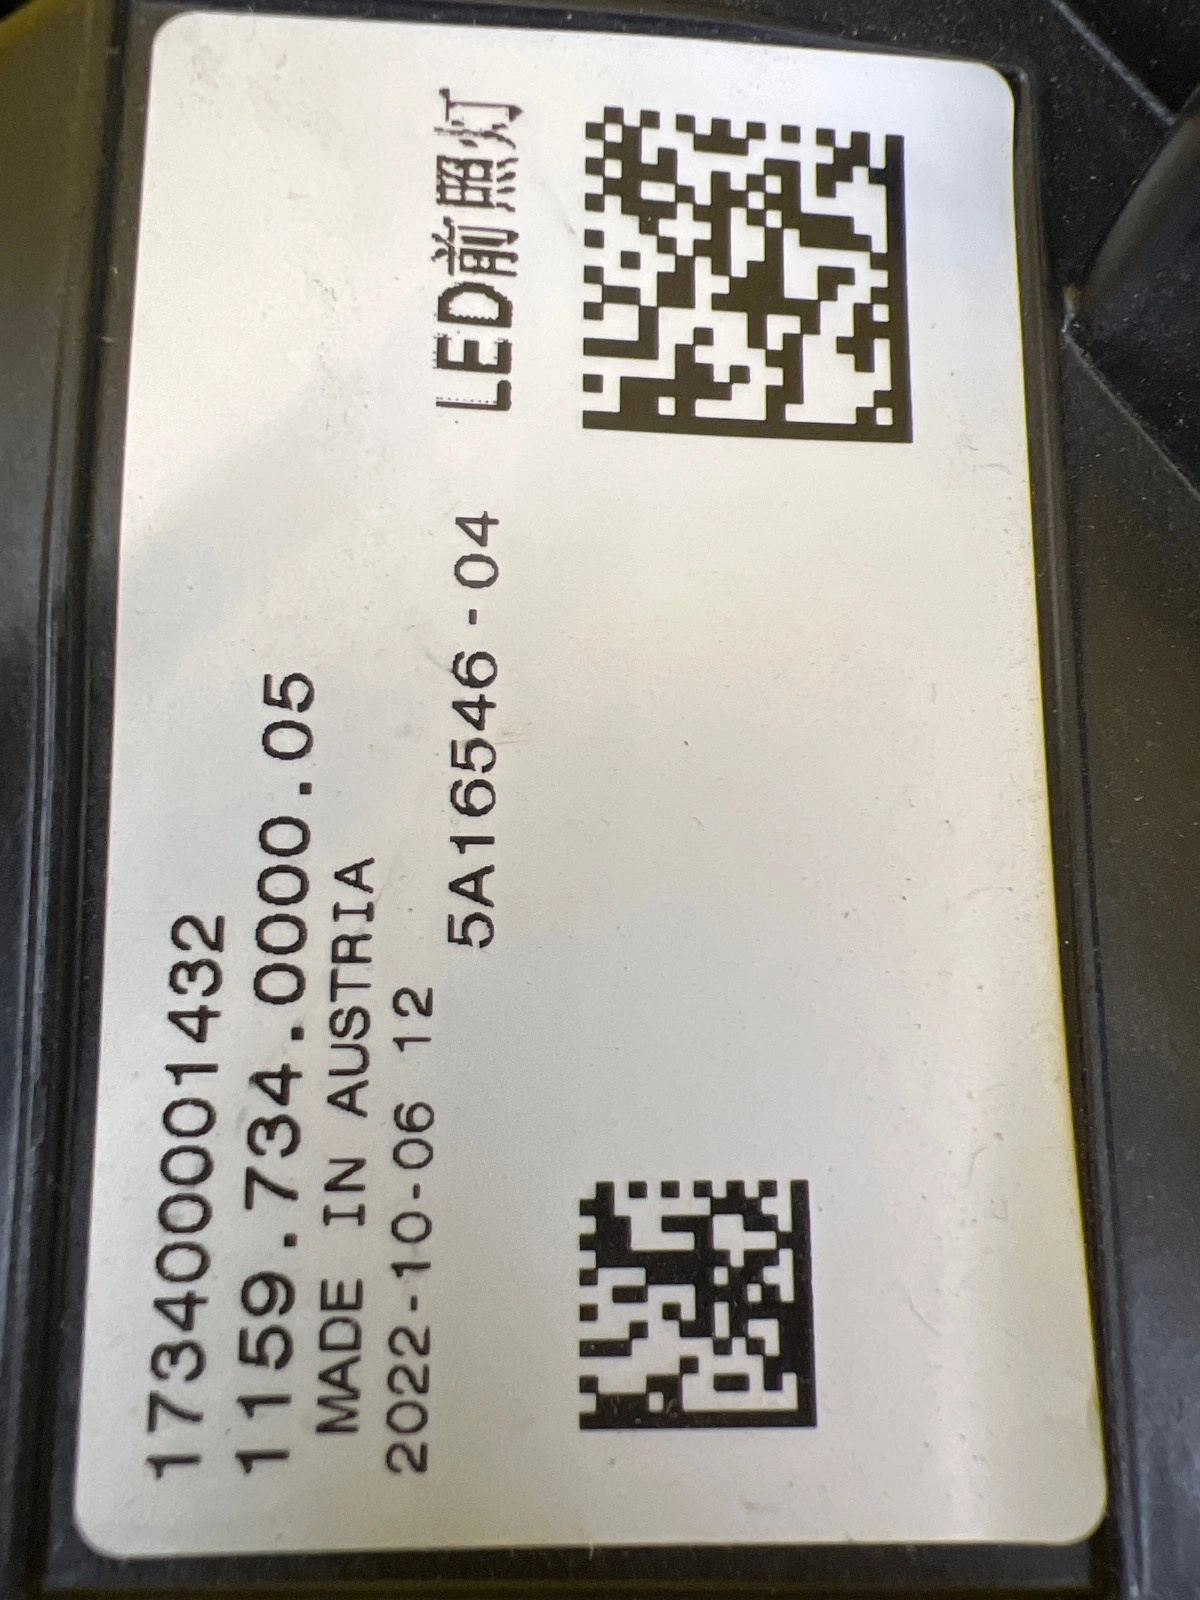 17340001432
1159.734.0000.05
MADE IN AUSTRIA
2022-10-06 12
5A16546-04
LED前照灯